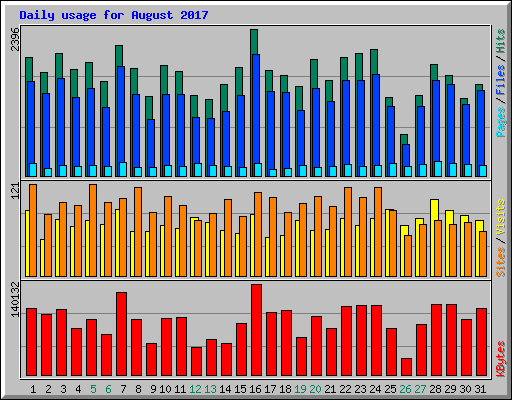 Daily usage for August 2017
2396
Pages / Files / Hits
121
Sites / Visits
140132
KBytes
1 2 3 4 5 6 7 8 9 10 11 12 13 14 15 16 17 18 19 20 21 22 23 24 25 26 27 28 29 30 31